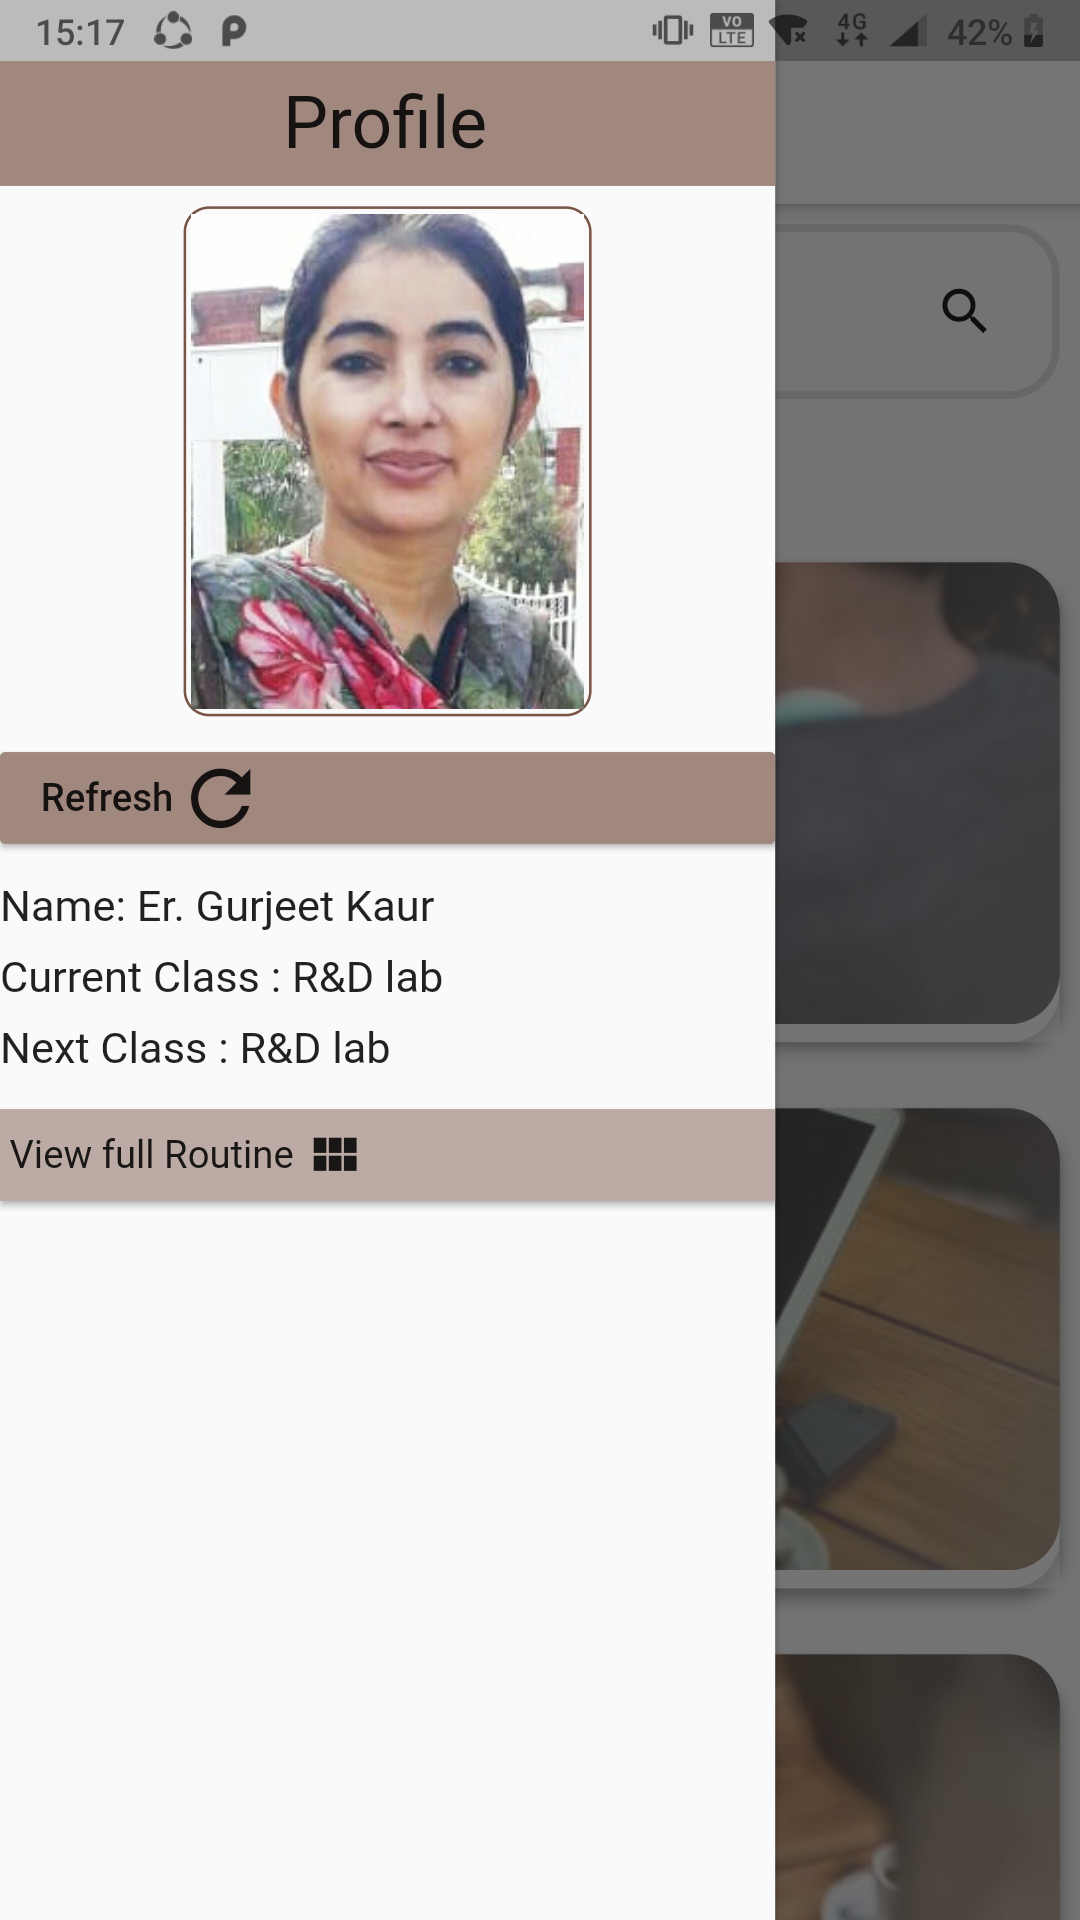 15:17 VO LTE 4G 42%
Profile
Refresh
Name: Er. Gurjeet Kaur
Current Class : R&D lab
Next Class : R&D lab
View full Routine